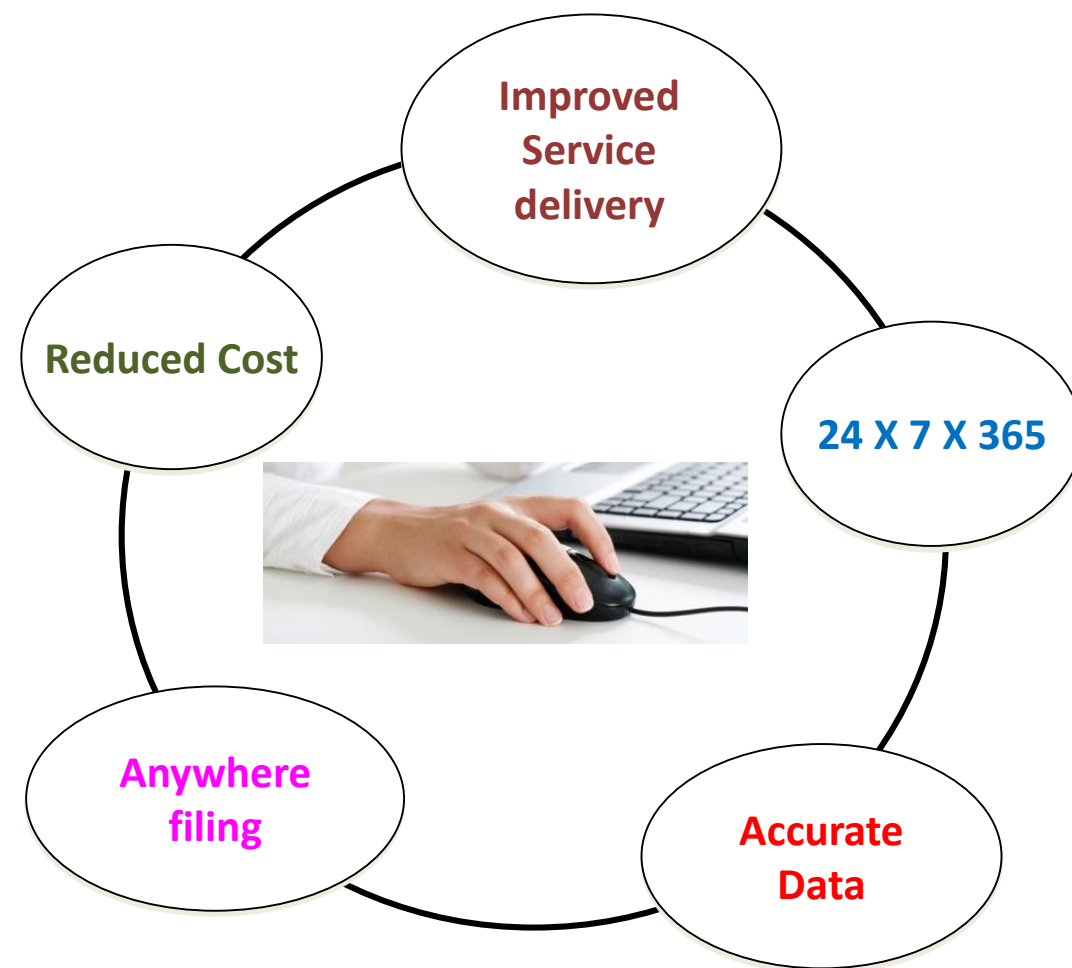 Improved
Service
delivery
Reduced Cost
24 X 7 X 365
Anywhere
filing
Accurate
Data